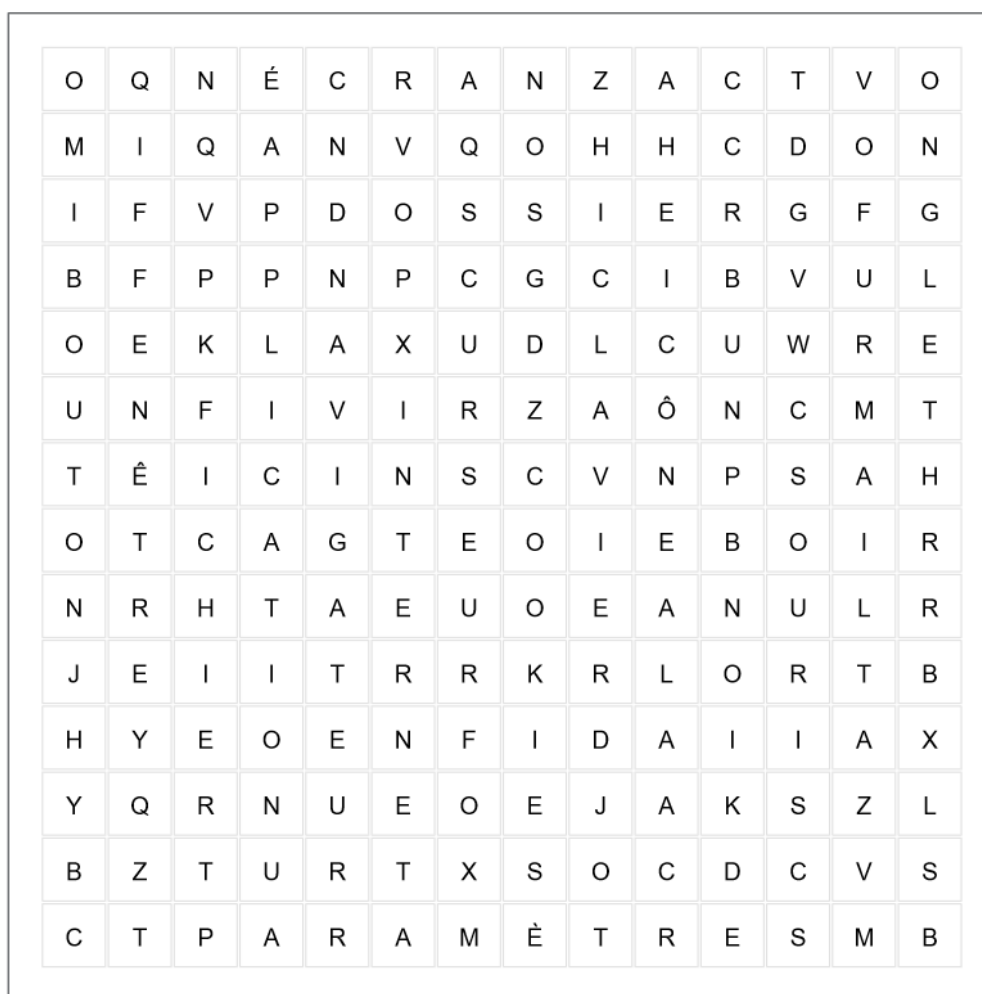 O Q N É C R A N Z A C T V O
M I Q A N V Q O H H C D O N
I F V P D O S S I E R G F G
B F P P N P C G C I B V U L
O E K L A X U D L C U W R E
U N F I V I R Z A Ô N C M T
T Ê I C I N S C V N P S A H
O T C A G T E O I E B O I R
N R H T A E U O E A N U L R
J E I I T R R K R L O R T B
H Y E O E N F I D A I I A X
Y Q R N U E O E J A K S Z L
B Z T U R T X S O C D C V S
C T P A R A M È T R E S M B